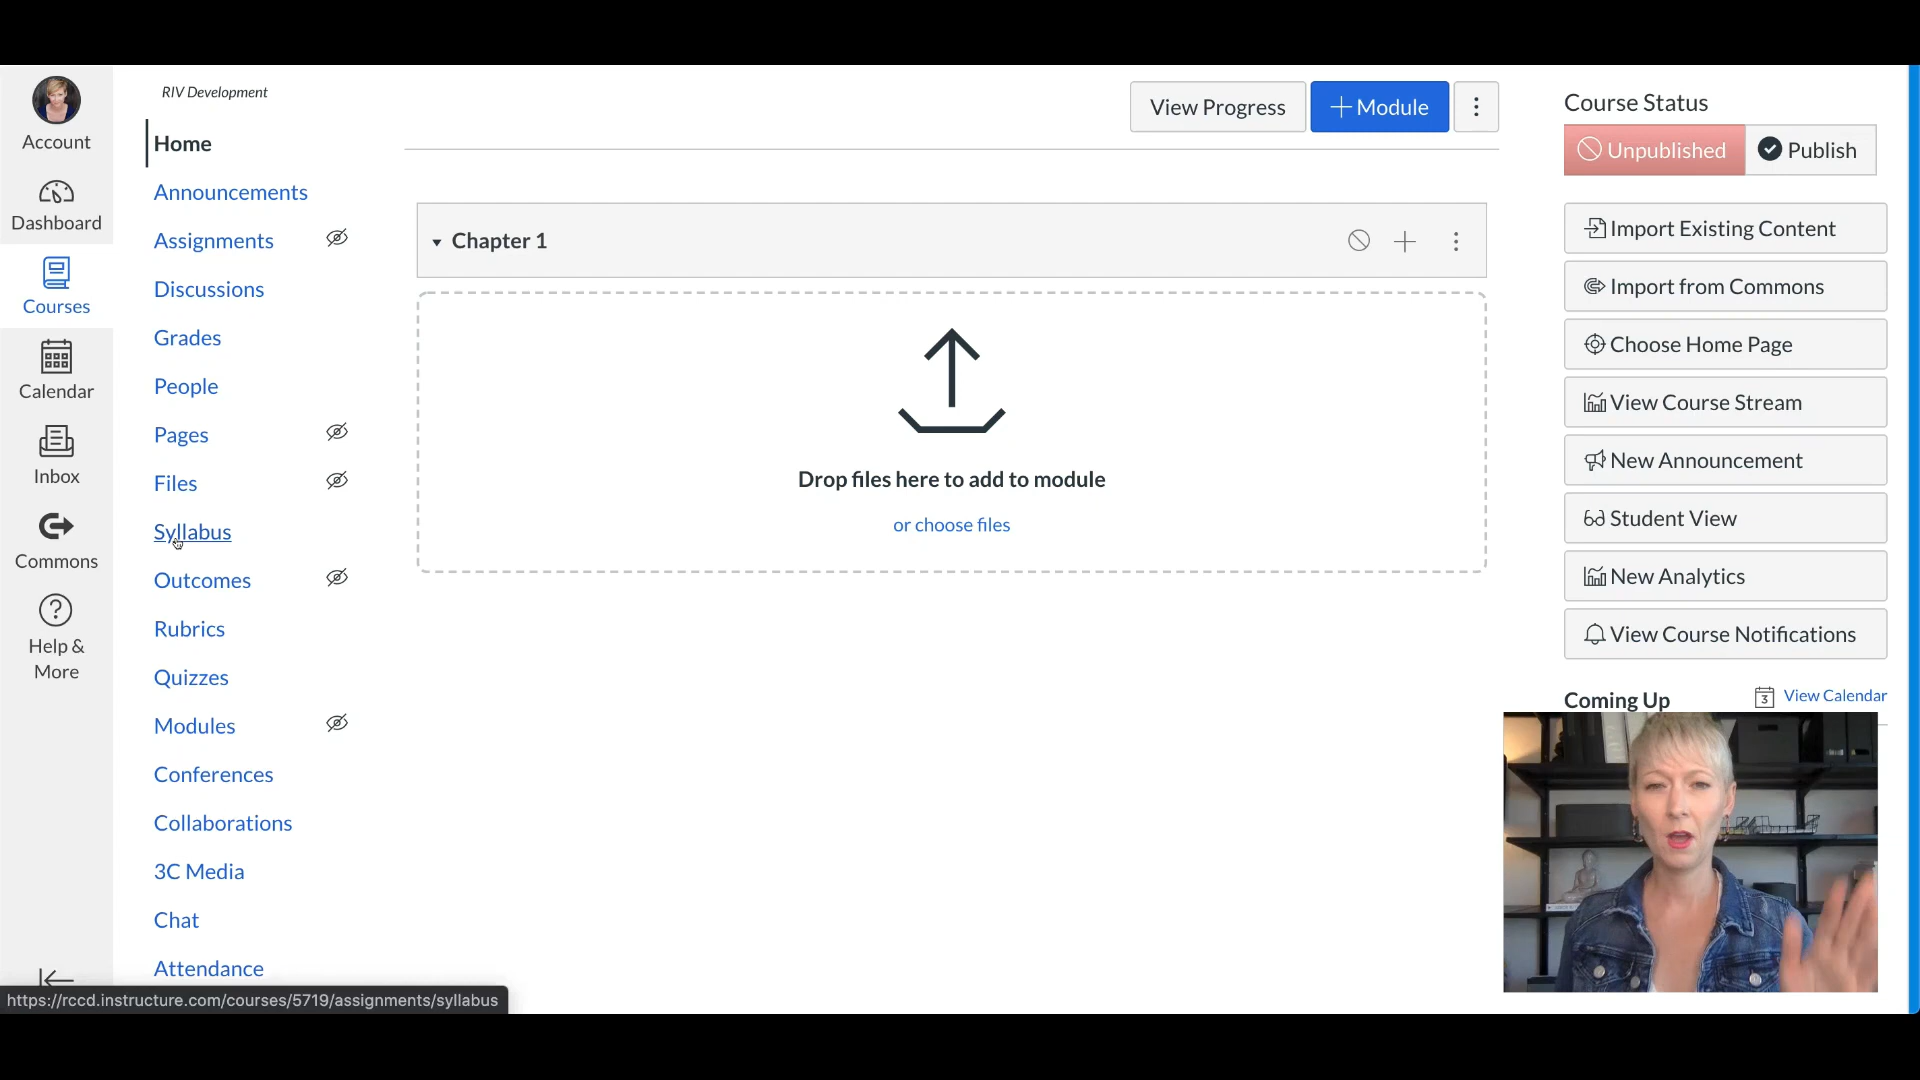 Account
Dashboard
Courses
Calendar
Inbox
Commons
Help &
More
RIV Development
Home
Announcements
Assignments
Discussions
Grades
People
Pages
Files
Syllabus
Outcomes
Rubrics
Quizzes
Modules
Conferences
Collaborations
3C Media
Chat
Attendance
https://rccd.instructure.com/courses/5719/assignments/syllabus
View Progress
+ Module
Chapter 1
Drop files here to add to module
or choose files
Course Status
Unpublished
Publish
Import Existing Content
Import from Commons
Choose Home Page
View Course Stream
New Announcement
Student View
New Analytics
View Course Notifications
Coming Up
3 View Calendar